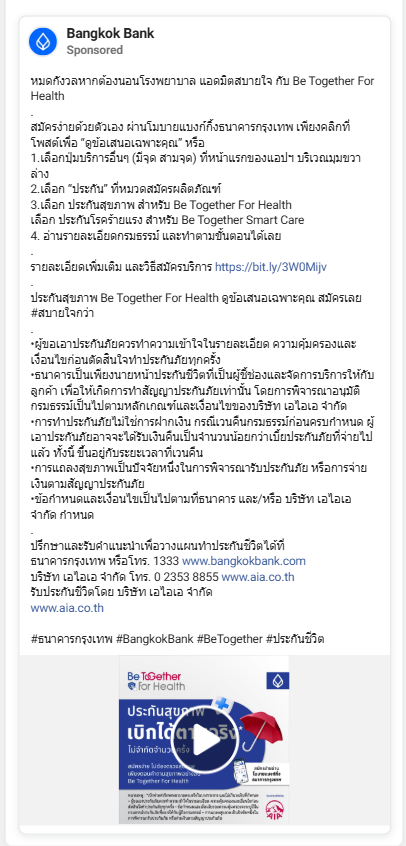 Bangkok Bank
Sponsored
หมดกังวลหากต้องนอนโรงพยาบาล แอดมิตสบายใจ กับ Be Together For
Health
.
สมัครง่ายด้วยตัวเอง ผ่านโมบายแบงก์กิ้งธนาคารกรุงเทพ เพียงคลิกที่
โพสต์เพื่อ “ดูข้อเสนอเฉพาะคุณ” หรือ
1.เลือกปุ่มบริการอื่นๆ (มีจุด สามจุด) ที่หน้าแรกของแอปฯ บริเวณมุมขวา
ล่าง
2.เลือก “ประกัน” ที่หมวดสมัครผลิตภัณฑ์
3.เลือก ประกันสุขภาพ สำหรับ Be Together For Health
เลือก ประกันโรคร้ายแรง สำหรับ Be Together Smart Care
4. อ่านรายละเอียดกรมธรรม์ และทำตามขั้นตอนได้เลย
.
รายละเอียดเพิ่มเติม และวิธีสมัครบริการ https://bit.ly/3W0Mijv
.
ประกันสุขภาพ Be Together For Health ดูข้อเสนอเฉพาะคุณ สมัครเลย
#สบายใจกว่า
.
•ผู้ขอเอาประกันภัยควรทำความเข้าใจในรายละเอียด ความคุ้มครองและ
เงื่อนไขก่อนตัดสินใจทำประกันภัยทุกครั้ง
•ธนาคารเป็นเพียงนายหน้าประกันชีวิตที่เป็นผู้ชี้ช่องและจัดการบริการให้กับ
ลูกค้า เพื่อให้เกิดการทำสัญญาประกันภัยเท่านั้น โดยการพิจารณาอนุมัติ
กรมธรรม์เป็นไปตามหลักเกณฑ์และเงื่อนไขของบริษัท เอไอเอ จำกัด
•การทำประกันภัยไม่ใช่การฝากเงิน กรณีเวนคืนกรมธรรม์ก่อนครบกำหนด ผู้
เอาประกันภัยอาจจะได้รับเงินคืนเป็นจำนวนน้อยกว่าเบี้ยประกันภัยที่จ่ายไป
แล้ว ทั้งนี้ ขึ้นอยู่กับระยะเวลาที่เวนคืน
•การแถลงสุขภาพเป็นปัจจัยหนึ่งในการพิจารณารับประกันภัย หรือการจ่าย
เงินตามสัญญาประกันภัย
•ข้อกำหนดและเงื่อนไขเป็นไปตามที่ธนาคาร และ/หรือ บริษัท เอไอเอ
จำกัด กำหนด
.
ปรึกษาและรับคำแนะนำเพื่อวางแผนทำประกันชีวิตได้ที่
ธนาคารกรุงเทพ หรือโทร. 1333 www.bangkokbank.com
บริษัท เอไอเอ จำกัด โทร. 0 2353 8855 www.aia.co.th
รับประกันชีวิตโดย บริษัท เอไอเอ จำกัด
www.aia.co.th
#ธนาคารกรุงเทพ #BangkokBank #BeTogether #ประกันชีวิต
Be ToGether
for Health
ประกันสุขภาพ
เบิกได้ตามจริง*
ไม่จำกัดจำนวนครั้ง
Be Together For Health
AIA